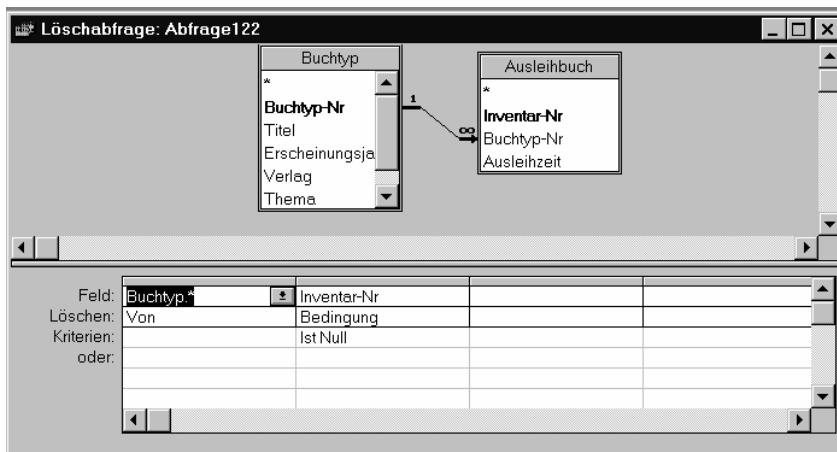 Löschabfrage: Abfrage122
Buchtyp
*
Buchtyp-Nr
Titel
Erscheinungsja
Verlag
Thema
1
∞
Ausleihbuch
*
Inventar-Nr
Buchtyp-Nr
Ausleihzeit
Feld: Buchtyp.* Inventar-Nr
Löschen: Von Bedingung
Kriterien: Ist Null
oder: